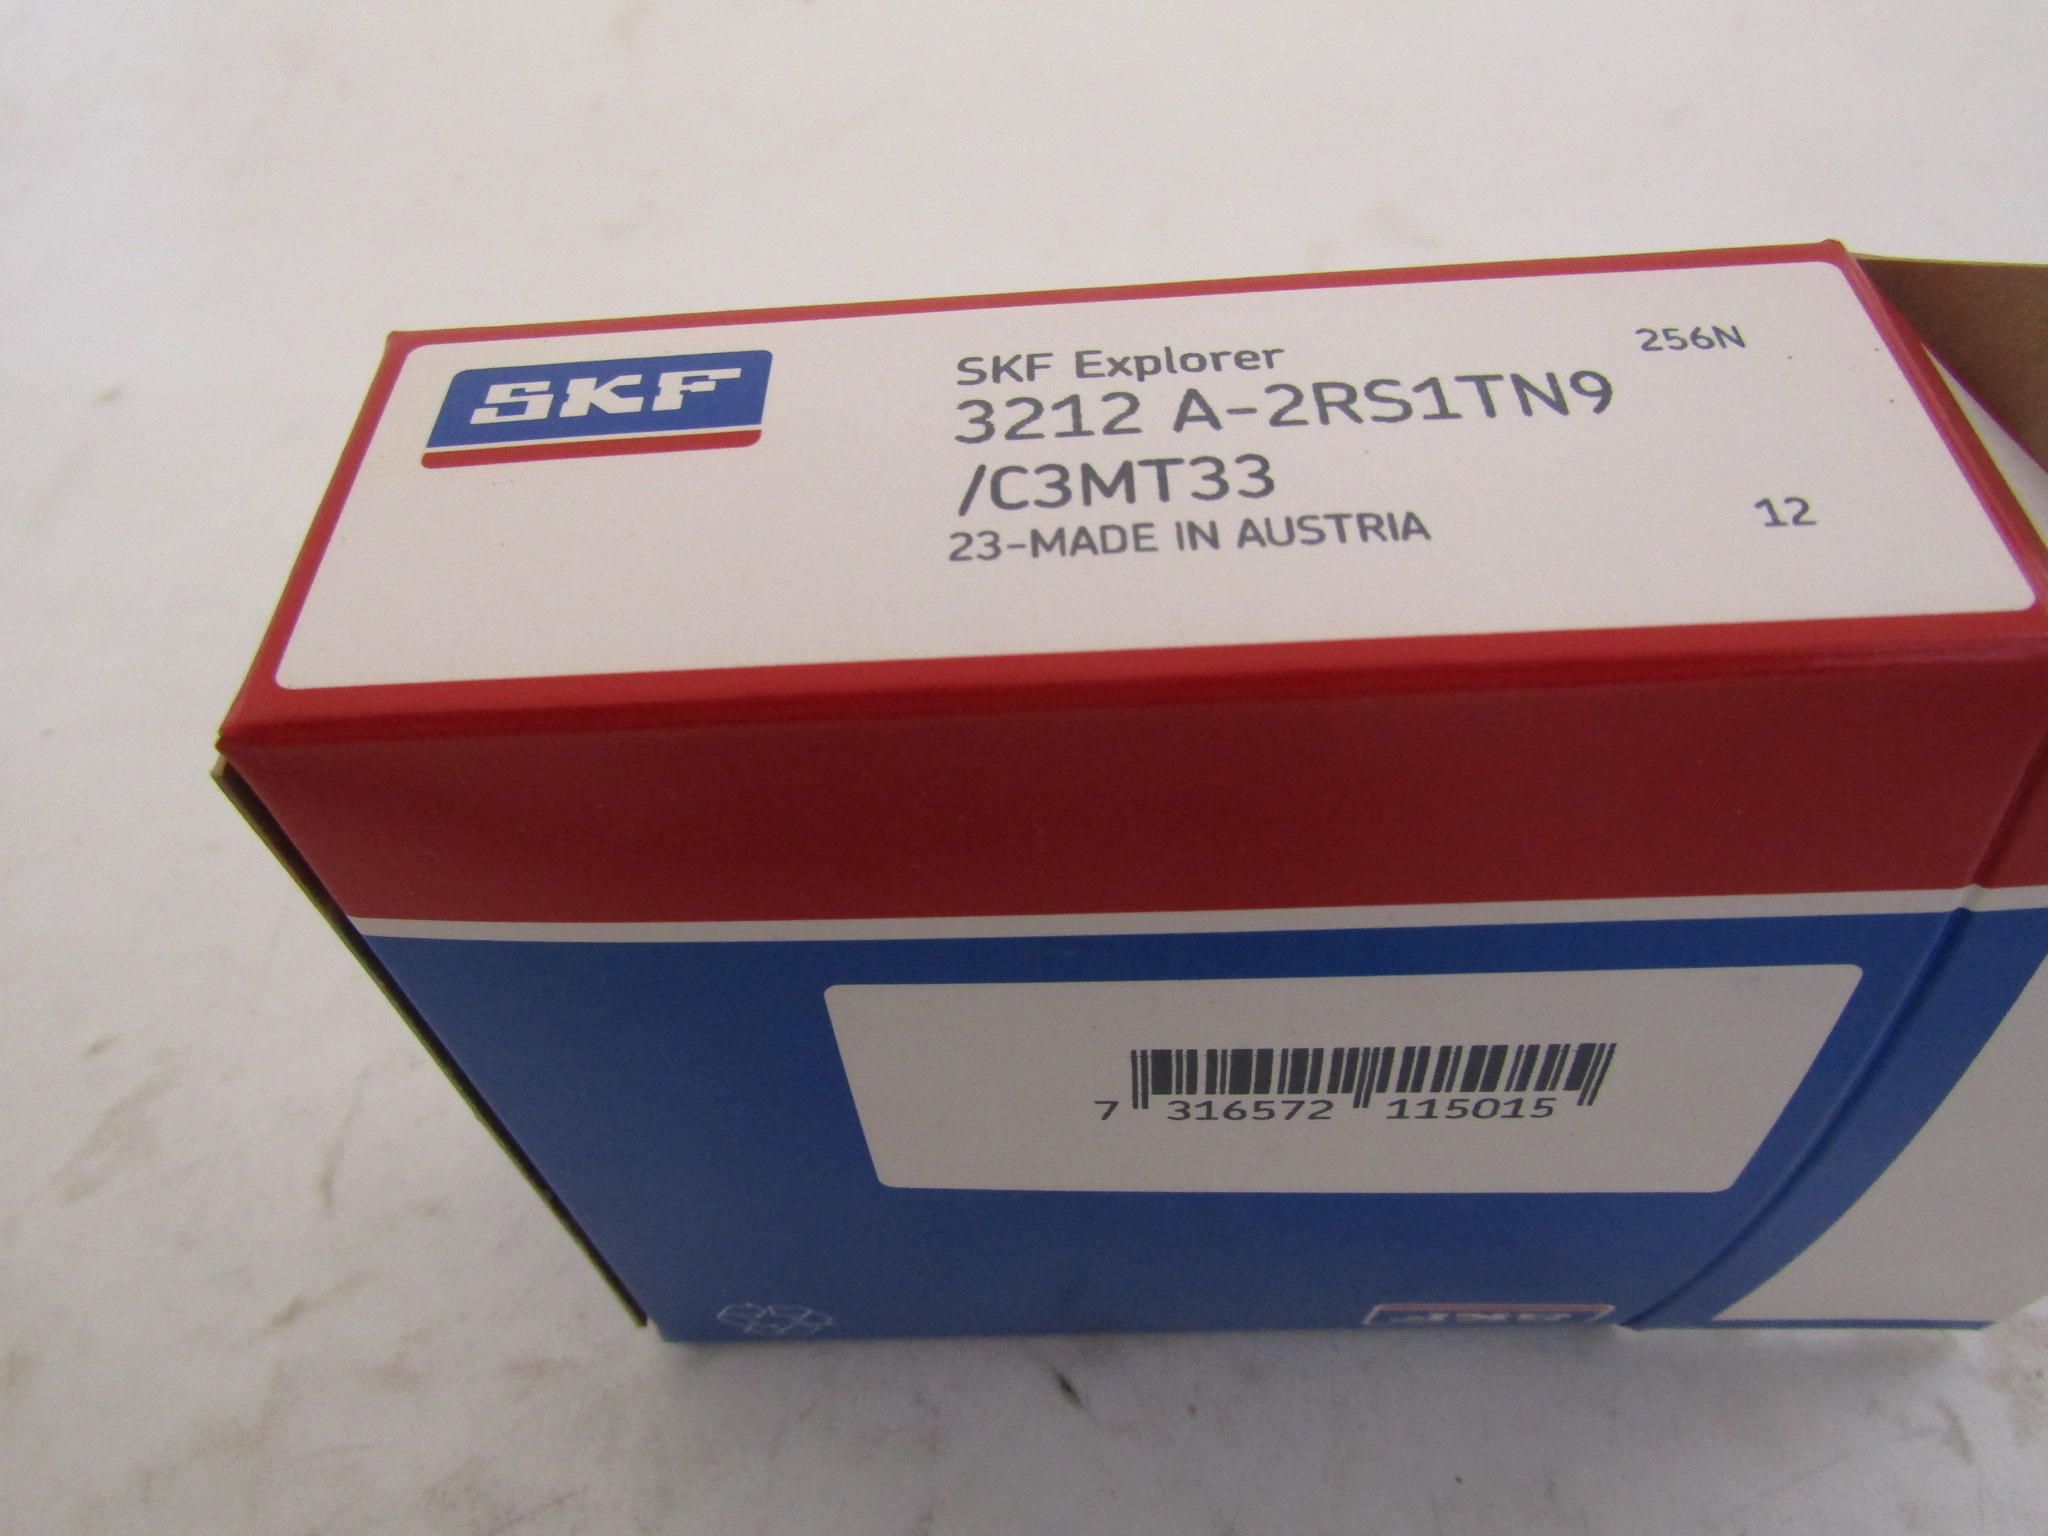 SKF
SKF Explorer
256N
3212 A-2RS1TN9
/C3MT33
23-MADE IN AUSTRIA
12
7 316572 115015